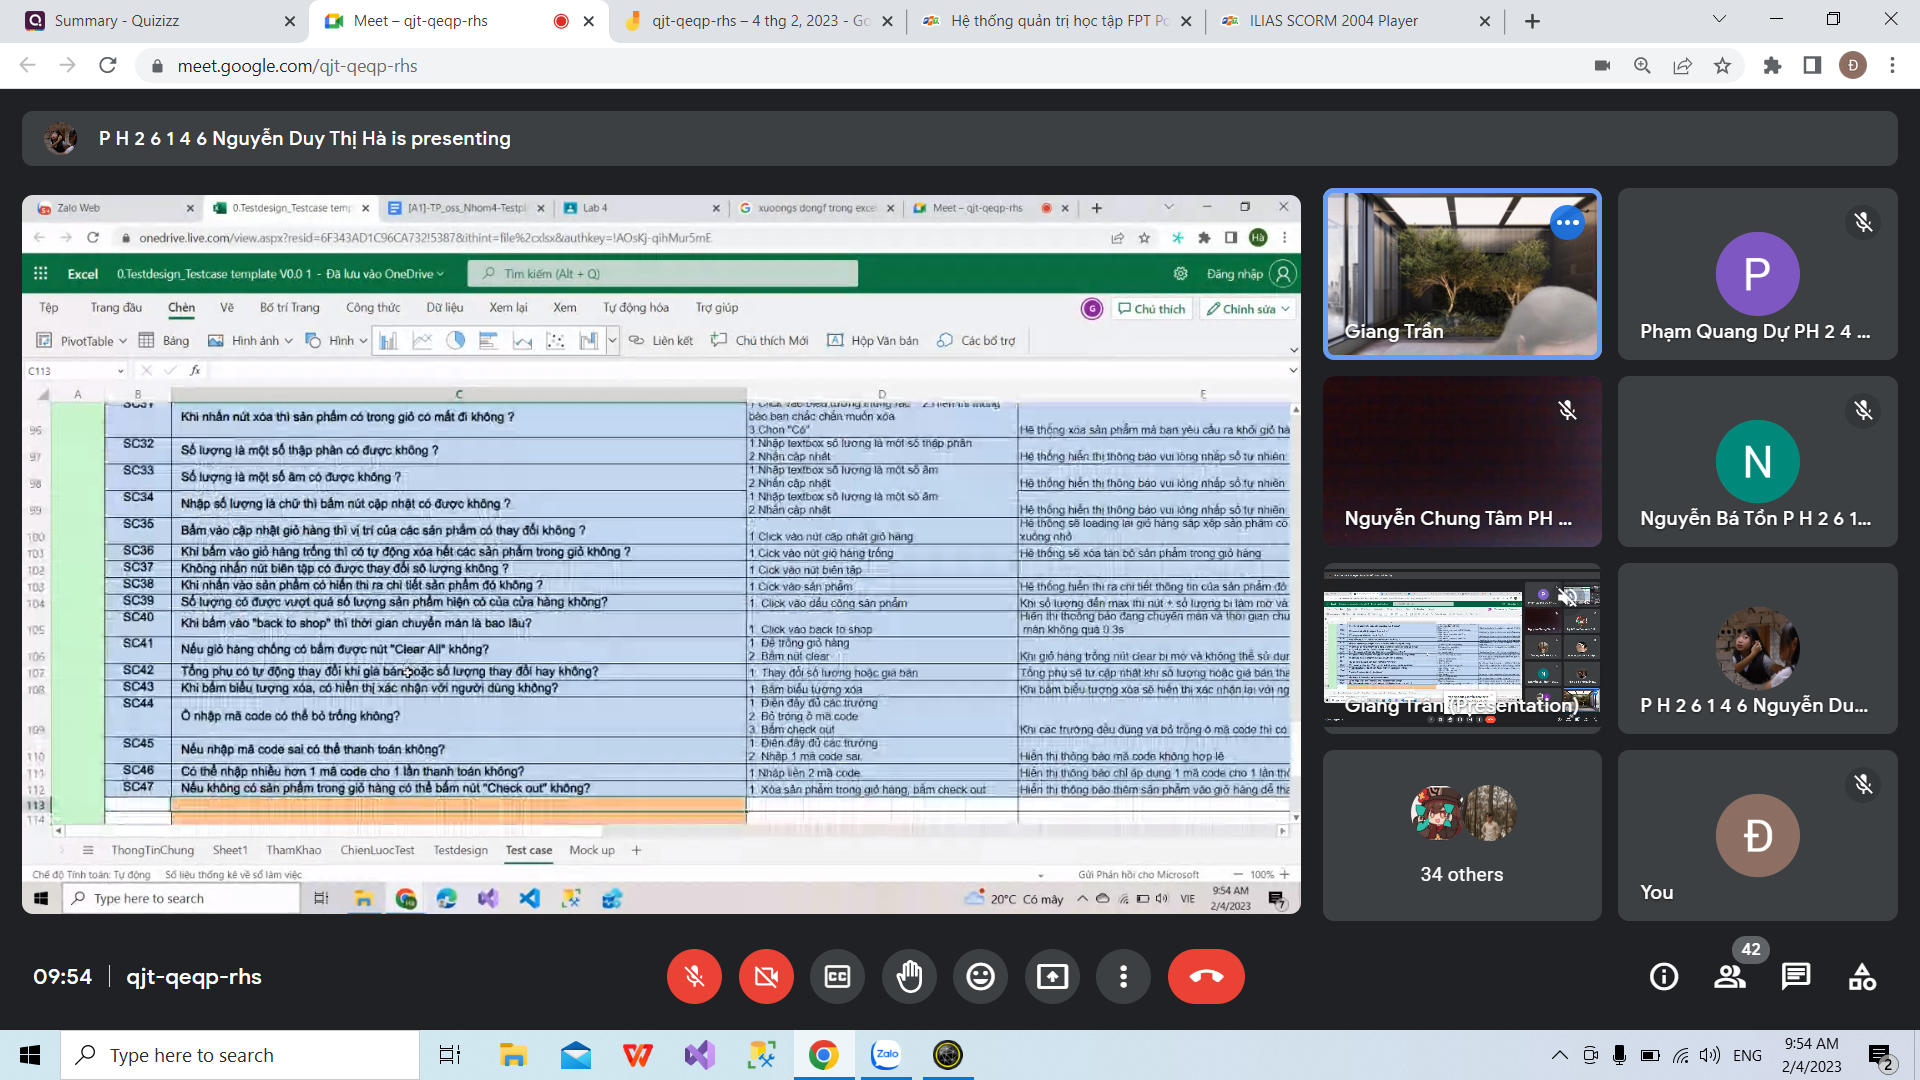 Summary - Quizizz
Meet – qjt-qeqp-rhs
qjt-qeqp-rhs – 4 thg 2, 2023 - Go
Hệ thống quản trị học tập FPT Po
ILIAS SCORM 2004 Player
meet.google.com/qjt-qeqp-rhs
Đ
P H 2 6 1 4 6 Nguyễn Duy Thị Hà is presenting
Zalo Web
0.Testdesign_Testcase temp
[A1]-TP_oss_Nhom4-Testpl
Lab 4
xuoongs dongf trong exce
Meet – qjt-qeqp-rhs
onedrive.live.com/view.aspx?resid=6F343AD1C96CA732!5387&ithint=file%2cxlsx&authkey=!AOsKj-qihMur5mE
Hà
Excel
0.Testdesign_Testcase template V0.0 1 - Đã lưu vào OneDrive
Tìm kiếm (Alt + Q)
Đăng nhập
Tệp Trang đầu Chèn Vẽ Bố trí Trang Công thức Dữ liệu Xem lại Xem Tự động hóa Trợ giúp
G
Chú thích
Chỉnh sửa
PivotTable Bảng Hình ảnh Hình Liên kết Chú thích Mới Hộp Văn bản Các bổ trợ
C113
fx
A B C D E
96 SC31 Khi nhấn nút xóa thì sản phẩm có trong giỏ có mất đi không ?
báo bạn chắc chắn muốn xóa
3.Chọn "Có" Hệ thống xóa sản phẩm mà bạn yêu cầu ra khỏi giỏ hà
97 SC32 Số lượng là một số thập phân có được không ? 1.Nhập textbox số lượng là một số thập phân
2 Nhấn cập nhật Hệ thống hiển thị thông báo vui lòng nhập số tự nhiên
98 SC33 Số lượng là một số âm có được không ? 1.Nhập textbox số lượng là một số âm
2 Nhấn cập nhật Hệ thống hiển thị thông báo vui lòng nhập số tự nhiên
99 SC34 Nhập số lượng là chữ thì bấm nút cập nhật có được không ? 1 Nhập textbox số lượng là một số âm
2 Nhấn cập nhật Hệ thống hiển thị thông báo vui lòng nhập số tự nhiên
100 SC35 Bấm vào cập nhật giỏ hàng thì vị trí của các sản phẩm có thay đổi không ? 1 Click vào nút cập nhật giỏ hàng Hệ thống sẽ loading lại giỏ hàng sắp xếp sản phẩm có
xuống nhỏ
101 SC36 Khi bấm vào giỏ hàng trống thì có tự động xóa hết các sản phẩm trong giỏ không ? 1.Cick vào nút giỏ hàng trống Hệ thống sẽ xóa tàn bộ sản phẩm trong giỏ hàng
102 SC37 Không nhấn nút biên tập có được thay đổi số lượng không ? 1 Cick vào nút biên tập
103 SC38 Khi nhấn vào sản phẩm có hiển thị ra chi tiết sản phẩm đó không ? 1 Cick vào sản phẩm Hệ thống hiển thị ra chi tiết thông tin của sản phẩm đó
104 SC39 Số lượng có được vượt quá số lượng sản phẩm hiện có của cửa hàng không? 1. Click vào dấu cộng sản phẩm Khi số lượng đến max thì nút + số lượng bị làm mờ và
105 SC40 Khi bấm vào "back to shop" thì thời gian chuyển màn là bao lâu? 1 Click vào back to shop Hiển thị thoổng báo đang chuyển màn và thời gian chu
màn không quá 0.3s
106 SC41 Nếu giỏ hàng chống có bấm được nút "Clear All" không? 1 Để trống giỏ hàng
2. Bấm nút clear Khi giỏ hàng trống nút clear bị mờ và không thể sử dụr
107 SC42 Tổng phụ có tự động thay đổi khi giá bán hoặc số lượng thay đổi hay không? 1. Thay đổi số lượng hoặc giá bán Tổng phụ sẽ tự cập nhật khi số lượng hoặc giá bán tha
108 SC43 Khi bấm biểu tượng xóa, có hiển thị xác nhận với người dùng không? 1 Bấm biểu tượng xóa Khi bấm biểu tượng xóa sẽ hiển thị xác nhận lại với ng
109 SC44 Ô nhập mã code có thể bỏ trống không? 1 Điền đầy đủ các trường
2. Bỏ trống ô mã code
3. Bấm check out Khi các trường đều đúng và bỏ trống ô mã code thì có
110 SC45 Nếu nhập mã code sai có thể thanh toán không? 1. Điền đầy đủ các trường
2. Nhập 1 mã code sai. Hiển thị thông báo mã code không hợp lệ
111 SC46 Có thể nhập nhiều hơn 1 mã code cho 1 lần thanh toán không? 1.Nhập liền 2 mã code Hiển thị thông báo chỉ áp dụng 1 mã code cho 1 lần th
112 SC47 Nếu không có sản phẩm trong giỏ hàng có thể bấm nút "Check out" không? 1. Xóa sản phẩm trong giỏ hàng, bấm check out Hiển thị thông báo thêm sản phẩm vào giỏ hàng để tha
113
114
ThongTinChung Sheet1 ThamKhao ChienLuocTest Testdesign Test case Mock up
Chế độ Tính toán: Tự động Số liệu thống kê về sổ làm việc Gửi Phản hồi cho Microsoft 100%
Type here to search
20°C Có mây
VIE
9:54 AM
2/4/2023
7
Giang Trần
P
Phạm Quang Dự PH 2 4 ...
Nguyễn Chung Tâm PH ...
N
Nguyễn Bá Tồn P H 2 6 1...
Giang Trần (Presentation)
P H 2 6 1 4 6 Nguyễn Du...
34 others
Đ
You
09:54
qjt-qeqp-rhs
CC
42
Type here to search
Zalo
ENG
9:54 AM
2/4/2023
2